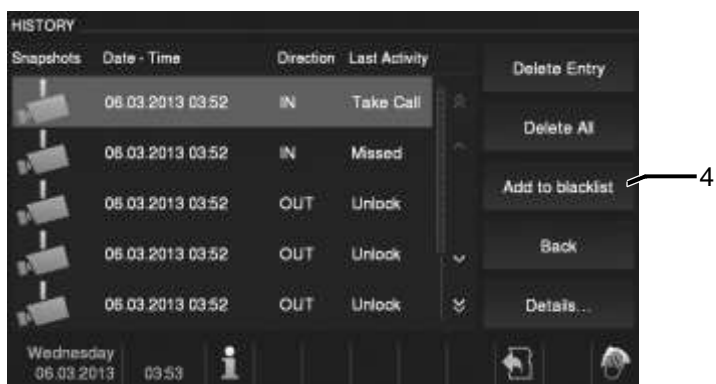 HISTORY
Snapshots Date - Time Direction Last Activity
Delete Entry
06.03.2013 03:52 IN Take Call
Delete All
06.03.2013 03:52 IN Missed
Add to blacklist 4
06.03.2013 03:52 OUT Unlock
Back
06.03.2013 03:52 OUT Unlock
06.03.2013 03:52 OUT Unlock
Details...
Wednesday
06.03.2013 03:53